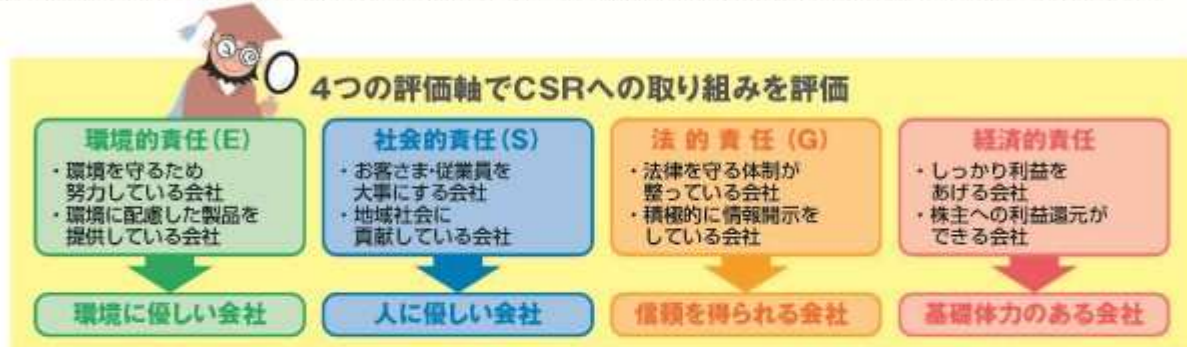 4つの評価軸でCSRへの取り組みを評価
環境的責任(E)
・環境を守るため
努力している会社
・環境に配慮した製品を
提供している会社
環境に優しい会社
社会的責任(S)
・お客さま・従業員を
大事にする会社
・地域社会に
貢献している会社
人に優しい会社
法的責任(G)
・法律を守る体制が
整っている会社
・積極的に情報開示を
している会社
信頼を得られる会社
経済的責任
・しっかり利益を
あげる会社
・株主への利益還元が
できる会社
基礎体力のある会社